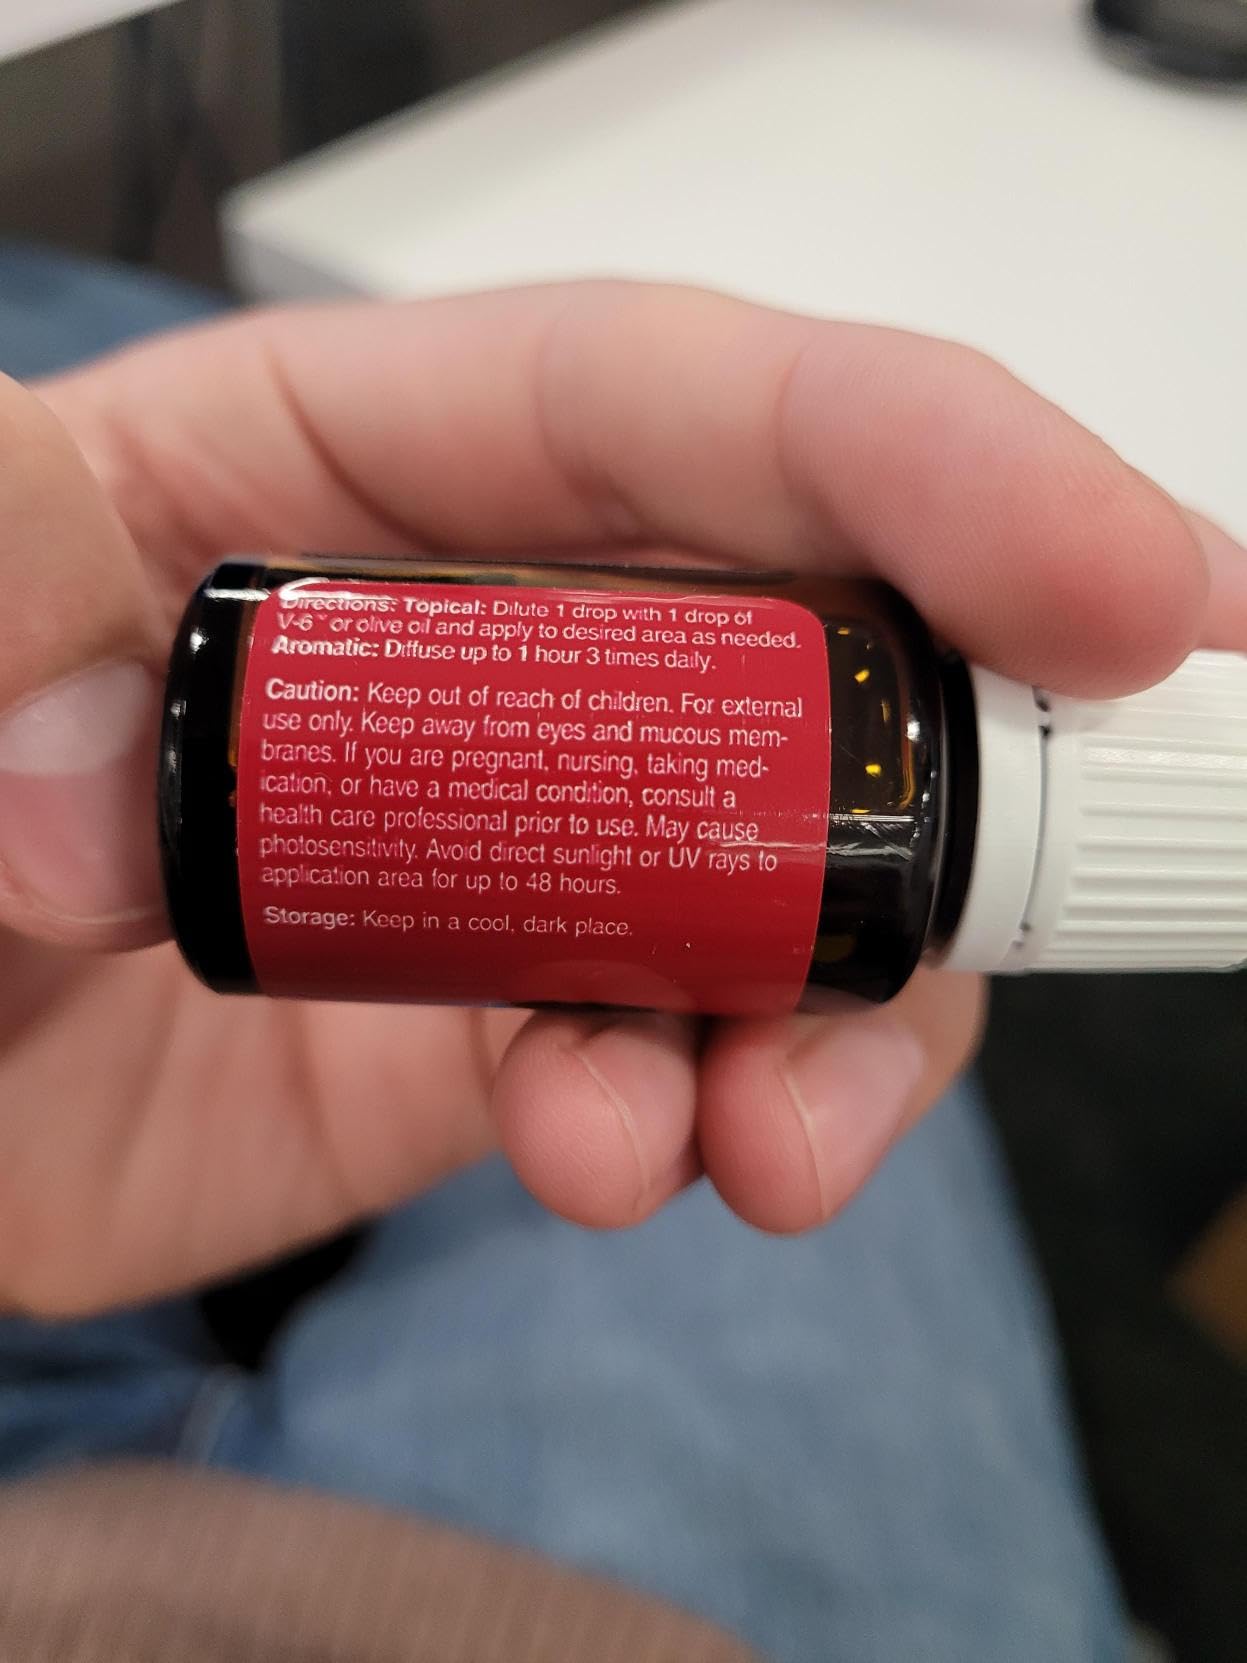 Directions: Topical: Dilute 1 drop with 1 drop of
V-6™ or olive oil and apply to desired area as needed.
Aromatic: Diffuse up to 1 hour 3 times daily.
Caution: Keep out of reach of children. For external
use only. Keep away from eyes and mucous mem-
branes. If you are pregnant, nursing, taking med-
ication, or have a medical condition, consult a
health care professional prior to use. May cause
photosensitivity. Avoid direct sunlight or UV rays to
application area for up to 48 hours.
Storage: Keep in a cool, dark place.